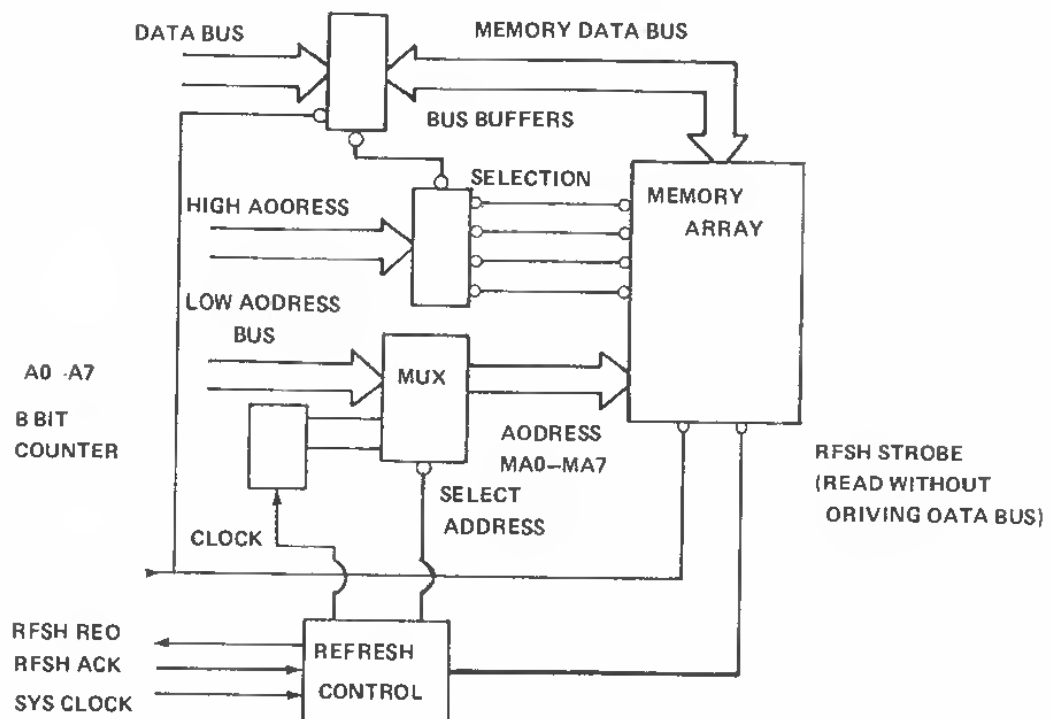 DATA BUS
MEMORY DATA BUS
BUS BUFFERS
SELECTION
HIGH AOORESS
MEMORY
ARRAY
LOW AODRESS
BUS
A0 -A7
MUX
B BIT
COUNTER
AODRESS
MA0–MA7
RFSH STROBE
(READ WITHOUT
ORIVING OATA BUS)
SELECT
ADDRESS
CLOCK
RFSH REO
RFSH ACK
SYS CLOCK
REFRESH
CONTROL